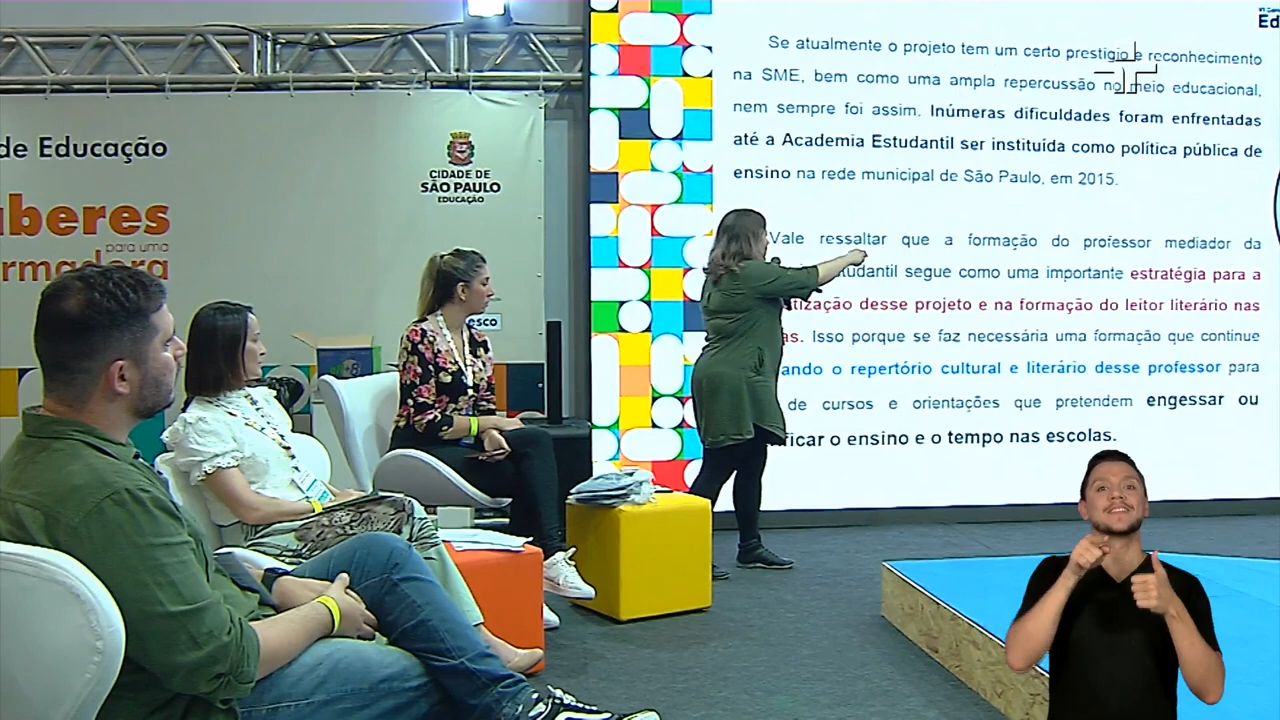 de Educação
aberes
para uma
rmadora
CIDADE DE
SÃO PAULO
EDUCAÇÃO
esco
Ed
Se atualmente o projeto tem um certo prestígio e reconhecimento
na SME, bem como uma ampla repercussão no meio educacional,
nem sempre foi assim. Inúmeras dificuldades foram enfrentadas
até a Academia Estudantil ser instituída como política pública de
ensino na rede municipal de São Paulo, em 2015.
Vale ressaltar que a formação do professor mediador da
tudantil segue como uma importante estratégia para a
tização desse projeto e na formação do leitor literário nas
as. Isso porque se faz necessária uma formação que continue
ando o repertório cultural e literário desse professor para
de cursos e orientações que pretendem engessar ou
ricar o ensino e o tempo nas escolas.